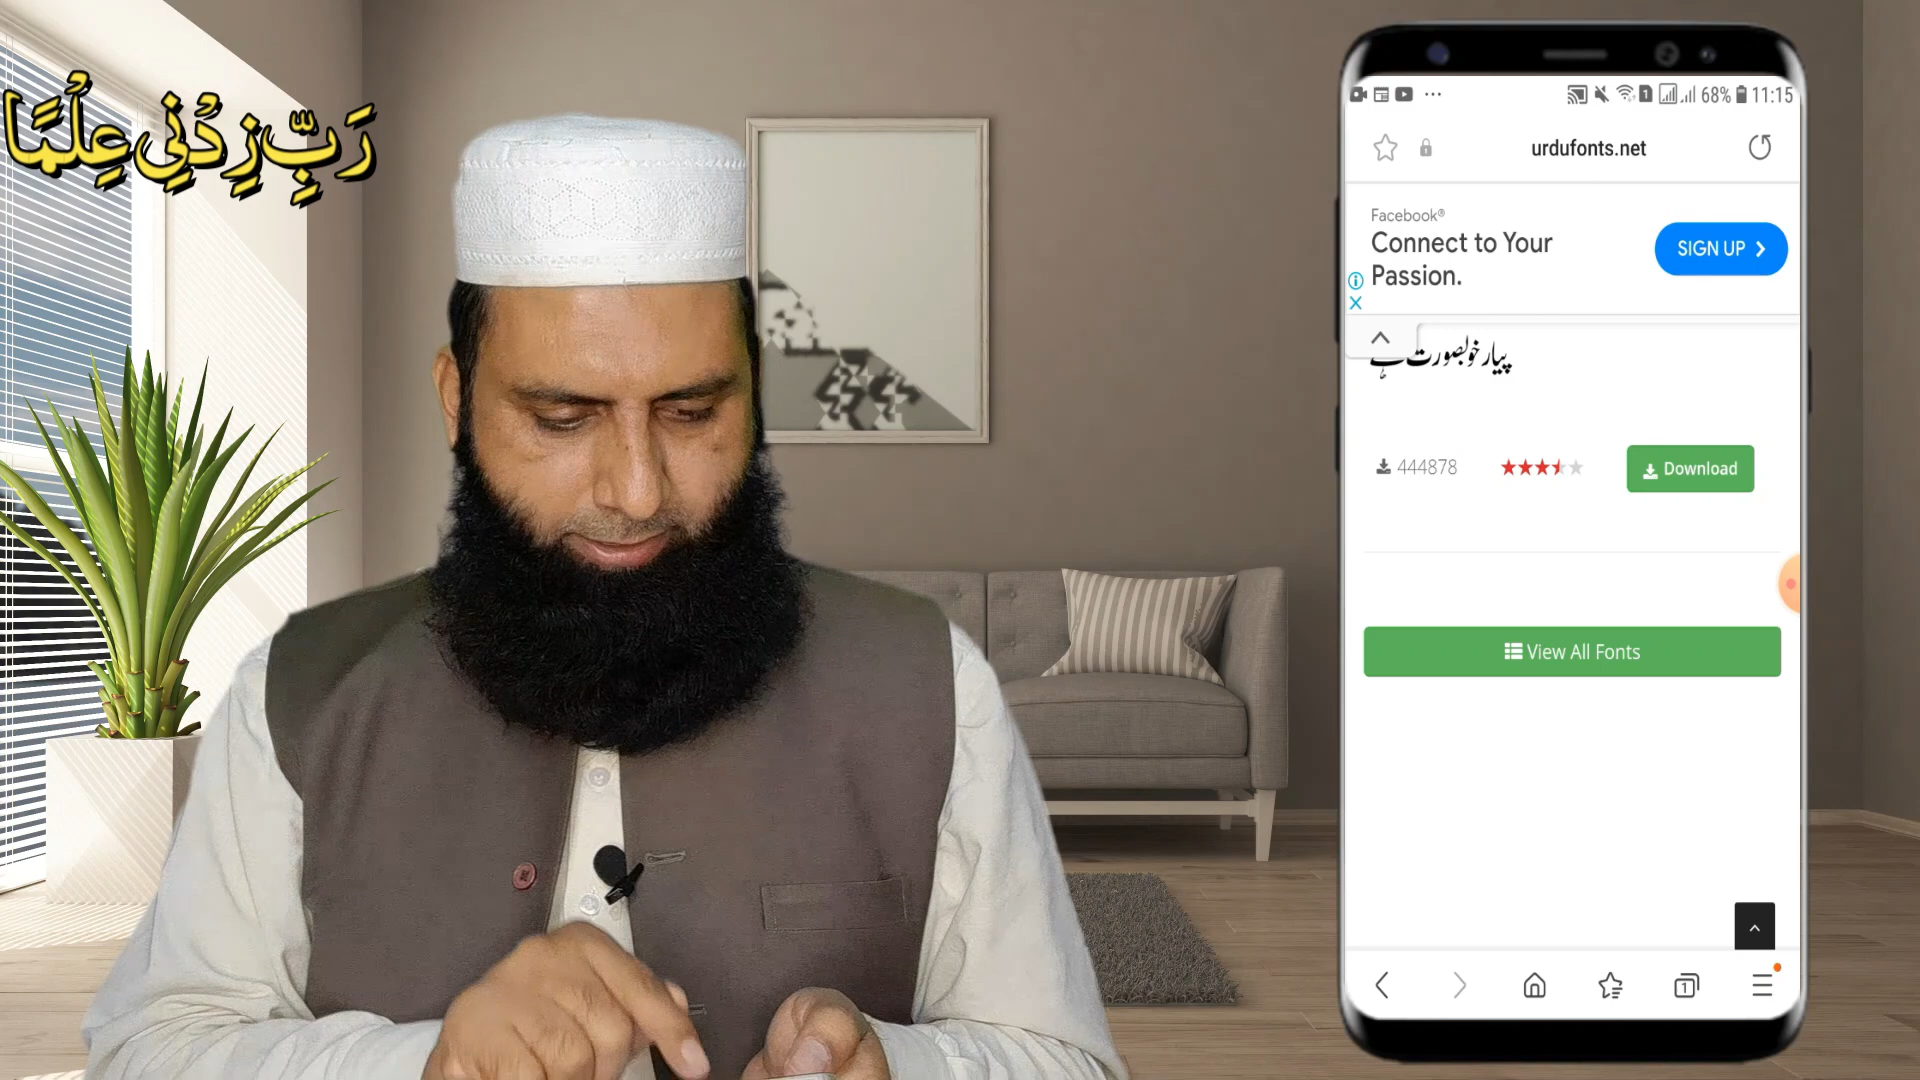 رَبِّ زِدْنِي عِلْمًا
68% 11:15
urdufonts.net
Facebook®
Connect to Your
Passion.
SIGN UP
پیار خوبصورت ہے
444878
Download
View All Fonts
1